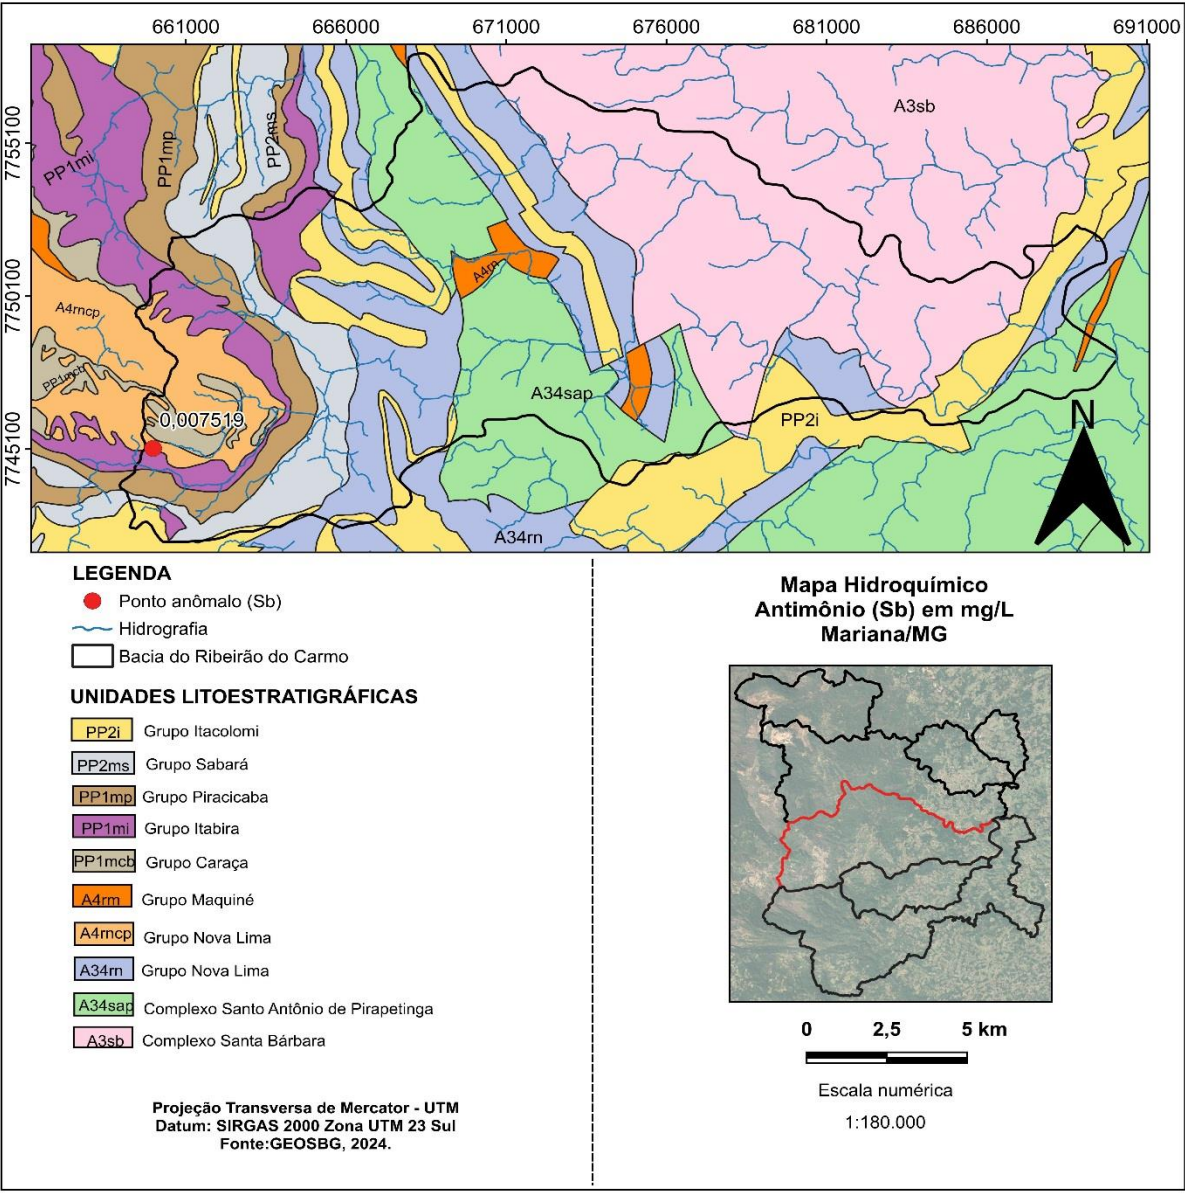 661000 666000 671000 676000 681000 686000 691000
7755100
7750100
7745100
PP1mi
PP1mp
PP2ms
A3sb
A4rm
A4rncp
PP1mcb
0,007519
A34sap
PP2i
A34rn
N
LEGENDA
Ponto anômalo (Sb)
Hidrografia
Bacia do Ribeirão do Carmo
UNIDADES LITOESTRATIGRÁFICAS
PP2i Grupo Itacolomi
PP2ms Grupo Sabará
PP1mp Grupo Piracicaba
PP1mi Grupo Itabira
PP1mcb Grupo Caraça
A4rm Grupo Maquiné
A4rncp Grupo Nova Lima
A34rn Grupo Nova Lima
A34sap Complexo Santo Antônio de Pirapetinga
A3sb Complexo Santa Bárbara
Projeção Transversa de Mercator - UTM
Datum: SIRGAS 2000 Zona UTM 23 Sul
Fonte:GEOSBG, 2024.
Mapa Hidroquímico
Antimônio (Sb) em mg/L
Mariana/MG
0 2,5 5 km
Escala numérica
1:180.000